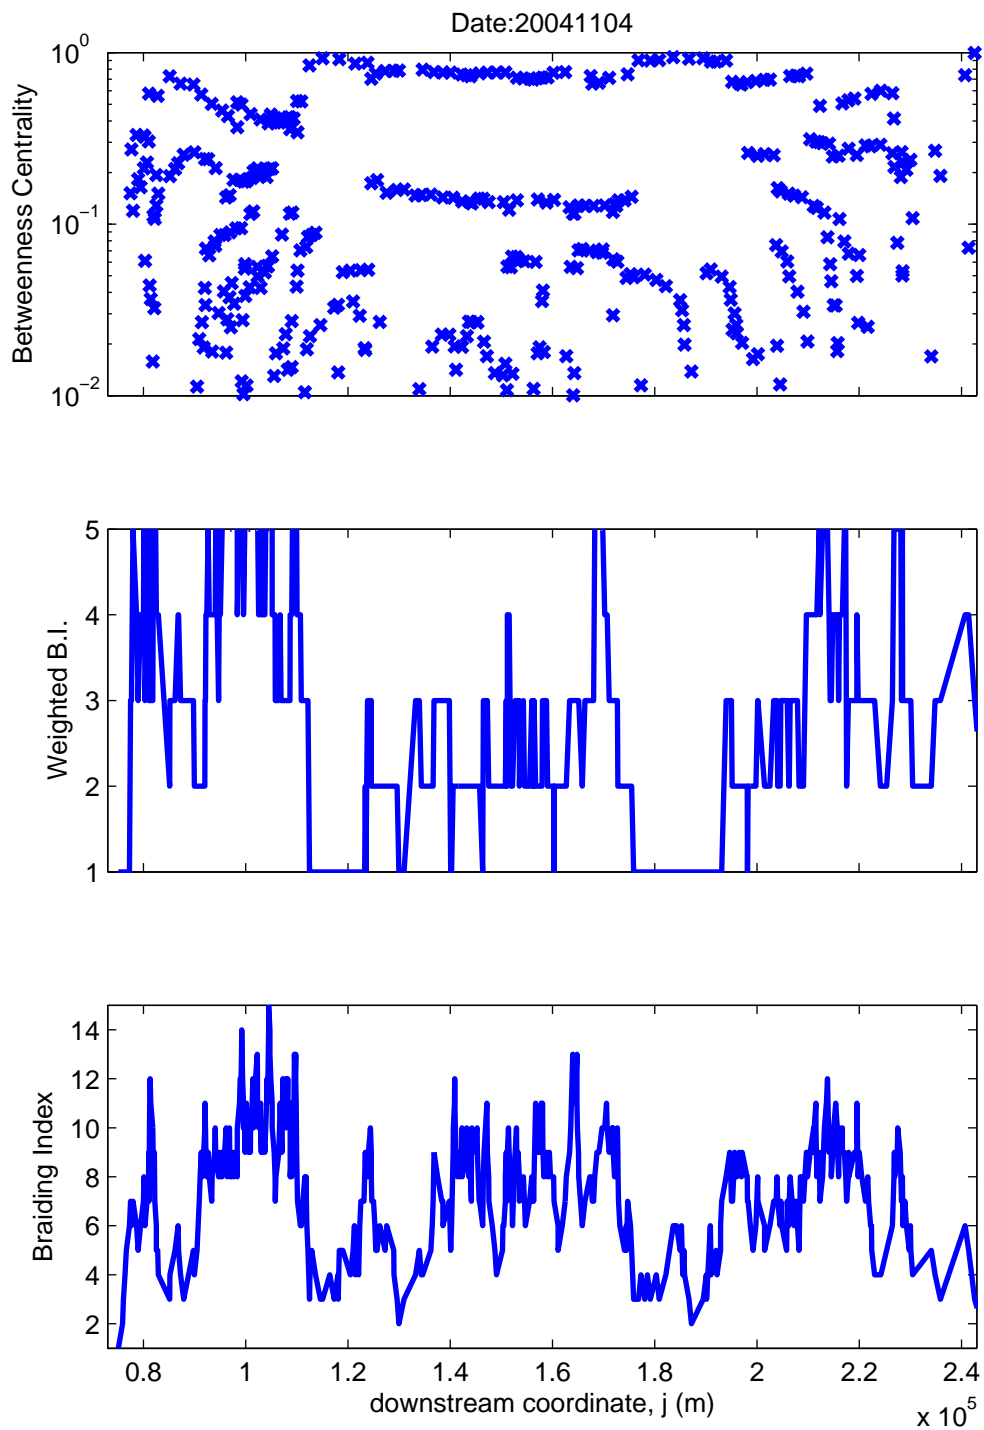 Date:20041104
10^0
10^−1
10^−2
Betweenness Centrality
5
4
3
2
1
Weighted B.I.
14
12
10
8
6
4
2
Braiding Index
0.8 1 1.2 1.4 1.6 1.8 2 2.2 2.4
downstream coordinate, j (m)
x 10^5